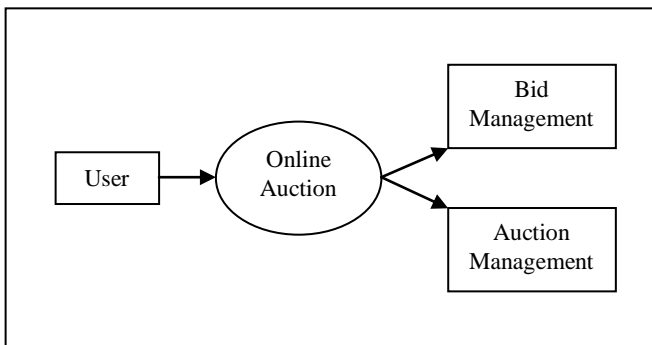 User
Online
Auction
Bid
Management
Auction
Management